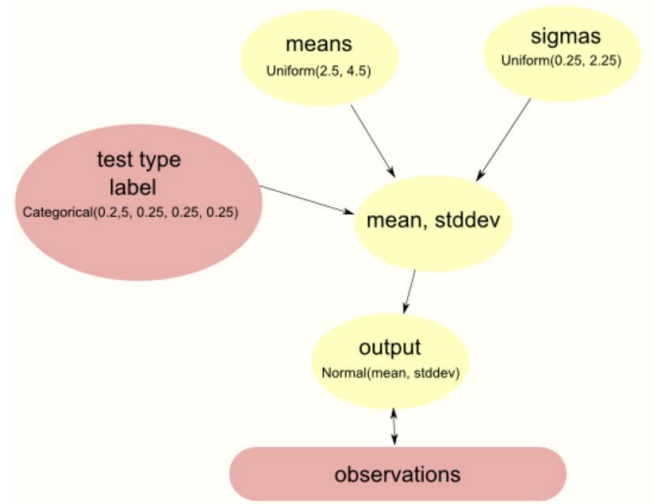 means
Uniform(2.5, 4.5)
sigmas
Uniform(0.25, 2.25)
test type
label
Categorical(0.2,5, 0.25, 0.25, 0.25)
mean, stddev
output
Normal(mean, stddev)
observations